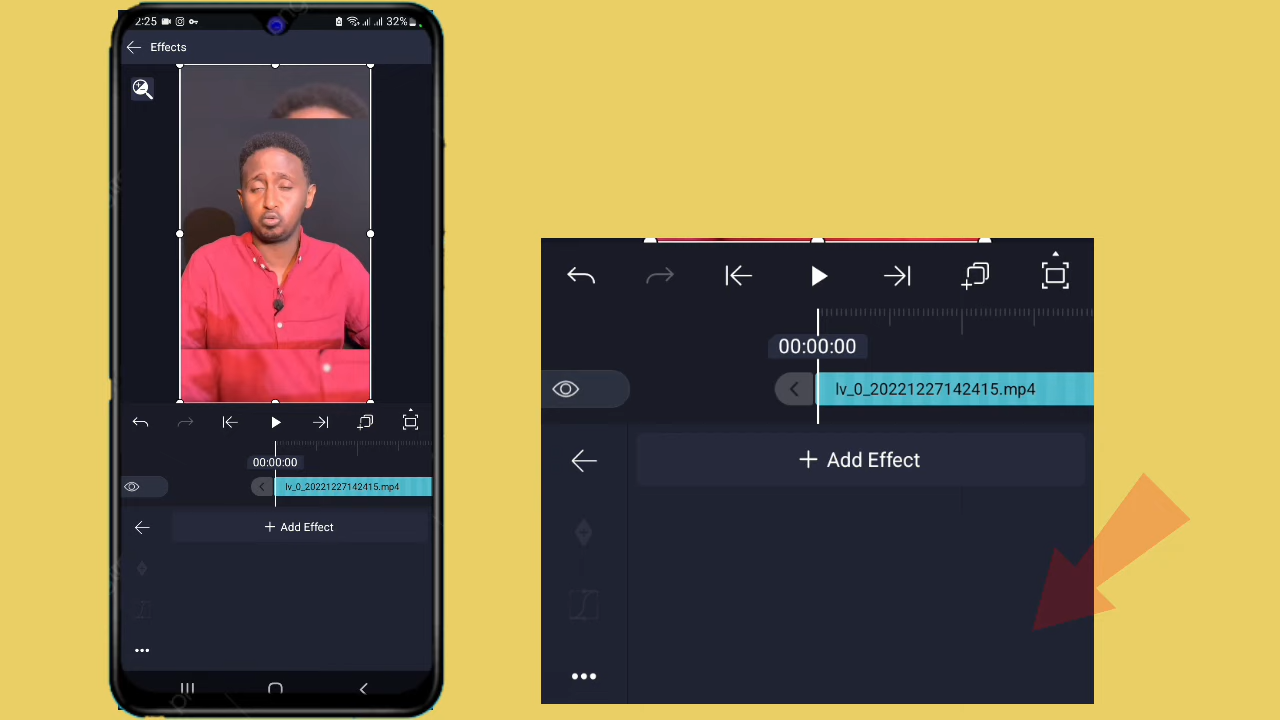 2:25
32%
Effects
00:00:00
lv_0_20221227142415.mp4
+ Add Effect
00:00:00
lv_0_20221227142415.mp4
+ Add Effect